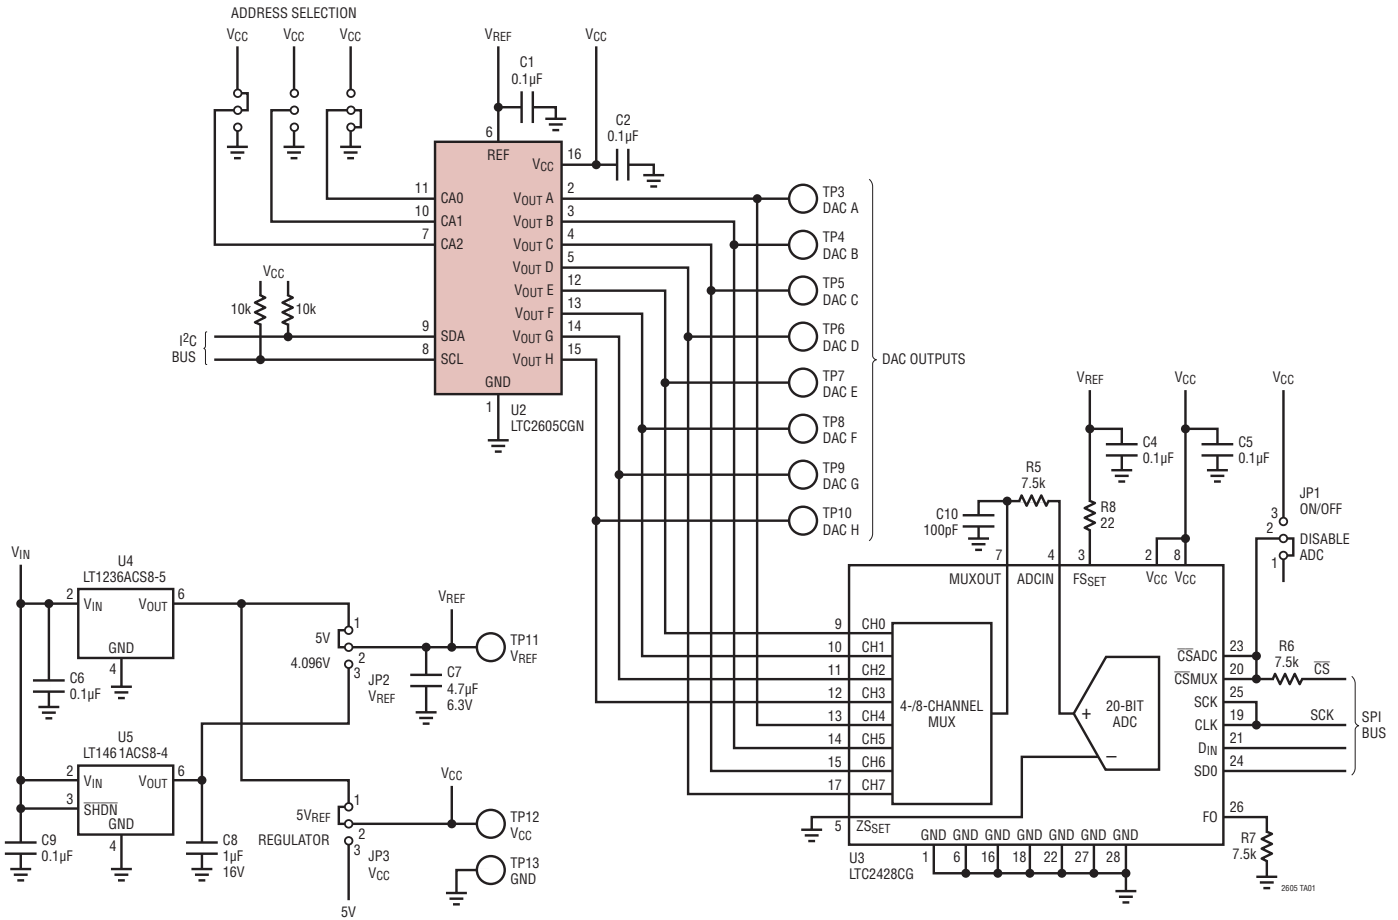 ADDRESS SELECTION
VCC
VCC
VCC
VREF
VCC
C1
0.1µF
C2
0.1µF
6
REF
16
VCC
11
CA0
10
CA1
7
CA2
VOUT A
2
VOUT B
3
VOUT C
4
VOUT D
5
VOUT E
12
VOUT F
13
VOUT G
14
VOUT H
15
VCC
10k
10k
I2C
BUS
9
SDA
8
SCL
GND
1
U2
LTC2605CGN
TP3
DAC A
TP4
DAC B
TP5
DAC C
TP6
DAC D
TP7
DAC E
TP8
DAC F
TP9
DAC G
TP10
DAC H
DAC OUTPUTS
VREF
VCC
VCC
C4
0.1µF
C5
0.1µF
R5
7.5k
C10
100pF
R8
22
JP1
ON/OFF
3
2
1
DISABLE
ADC
7
4
3
2
8
MUXOUT
ADCIN
FSSET
VCC
VCC
9
CH0
10
CH1
11
CH2
12
CH3
13
CH4
14
CH5
15
CH6
17
CH7
4-/8-CHANNEL
MUX
+
–
20-BIT
ADC
23
CSADC
20
CSMUX
25
SCK
19
CLK
21
DIN
24
SD0
R6
7.5k
CS
SCK
SPI
BUS
26
FO
R7
7.5k
5
ZSSET
GND GND GND GND GND GND GND
1 6 16 18 22 27 28
U3
LTC2428CG
2605 TA01
VIN
U4
LT1236ACS8-5
2
VIN
VOUT
6
GND
4
C6
0.1µF
U5
LT1461ACS8-4
2
VIN
VOUT
6
3
SHDN
GND
4
C9
0.1µF
C8
1µF
16V
5V
4.096V
1
2
3
JP2
VREF
VREF
C7
4.7µF
6.3V
TP11
VREF
5VREF
REGULATOR
1
2
3
JP3
VCC
5V
VCC
TP12
VCC
TP13
GND